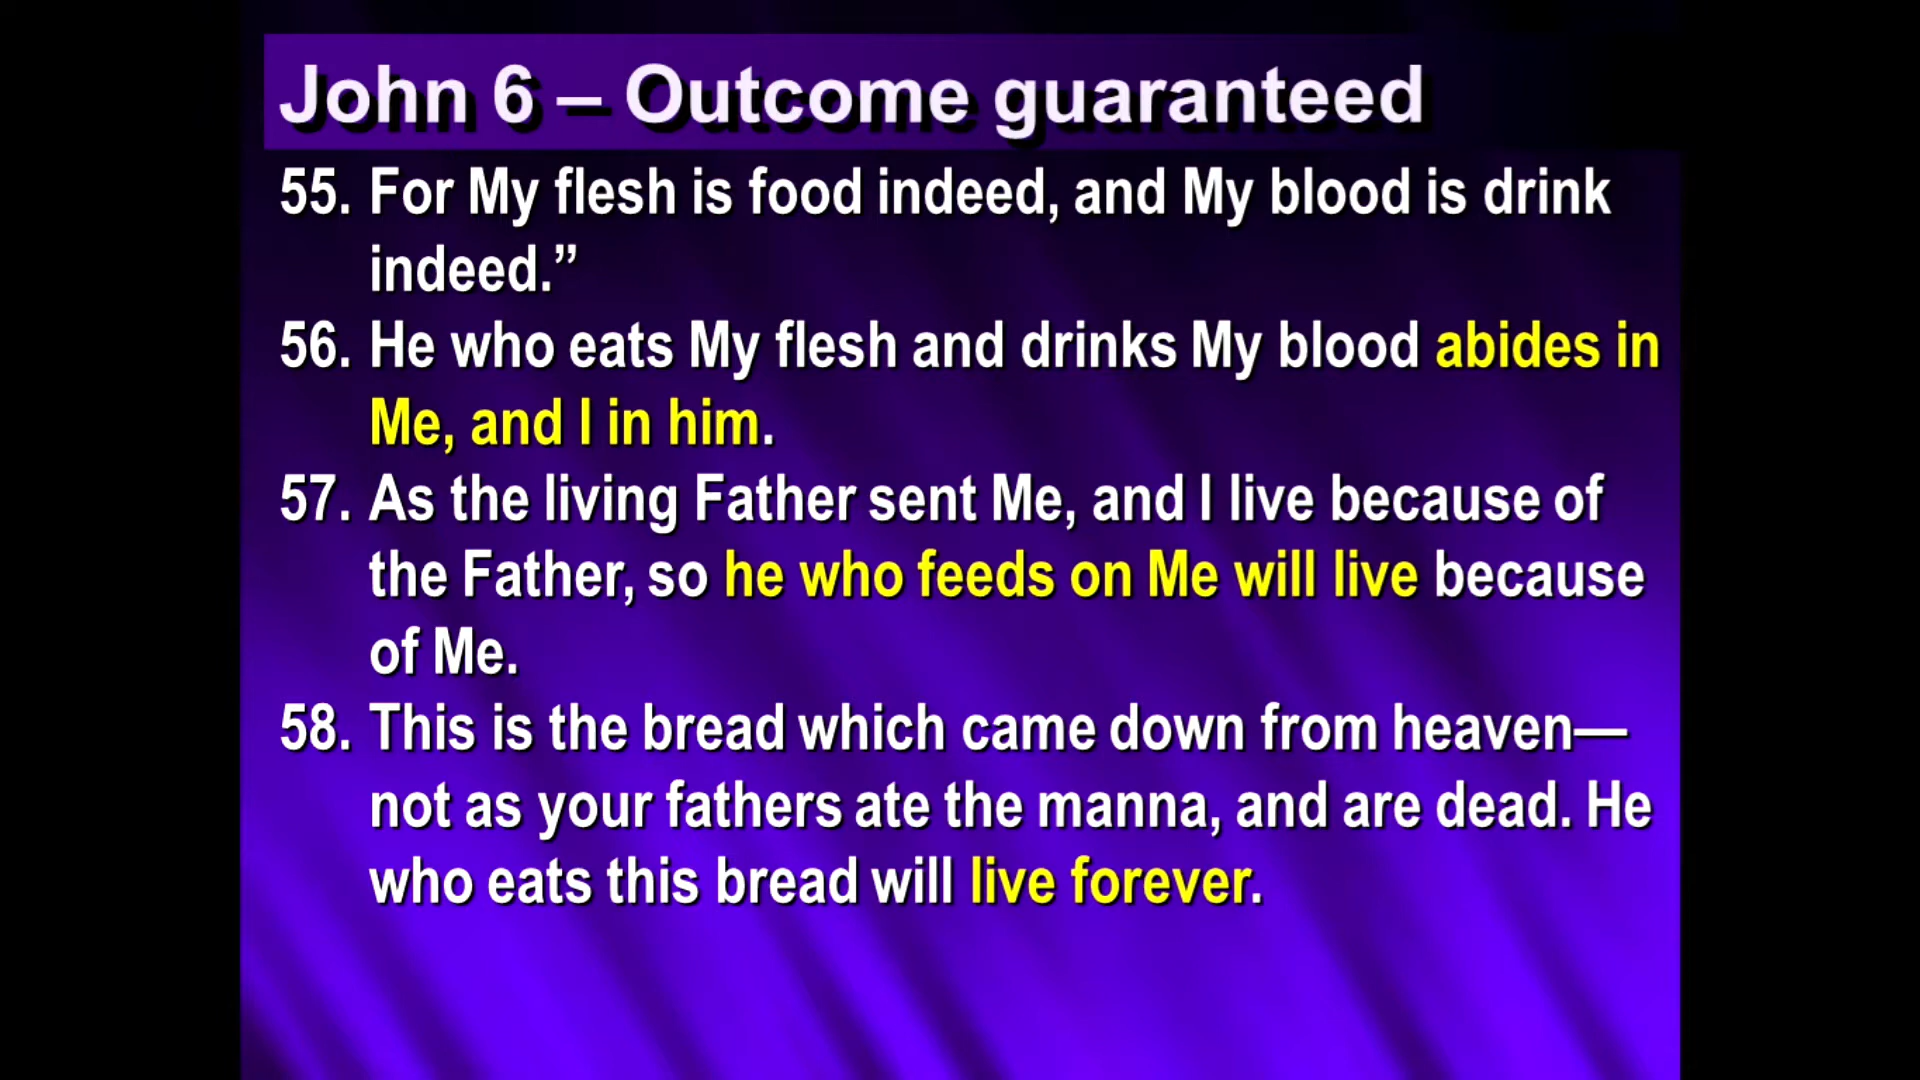 John 6 – Outcome guaranteed
55. For My flesh is food indeed, and My blood is drink
indeed.”
56. He who eats My flesh and drinks My blood abides in
Me, and I in him.
57. As the living Father sent Me, and I live because of
the Father, so he who feeds on Me will live because
of Me.
58. This is the bread which came down from heaven—
not as your fathers ate the manna, and are dead. He
who eats this bread will live forever.